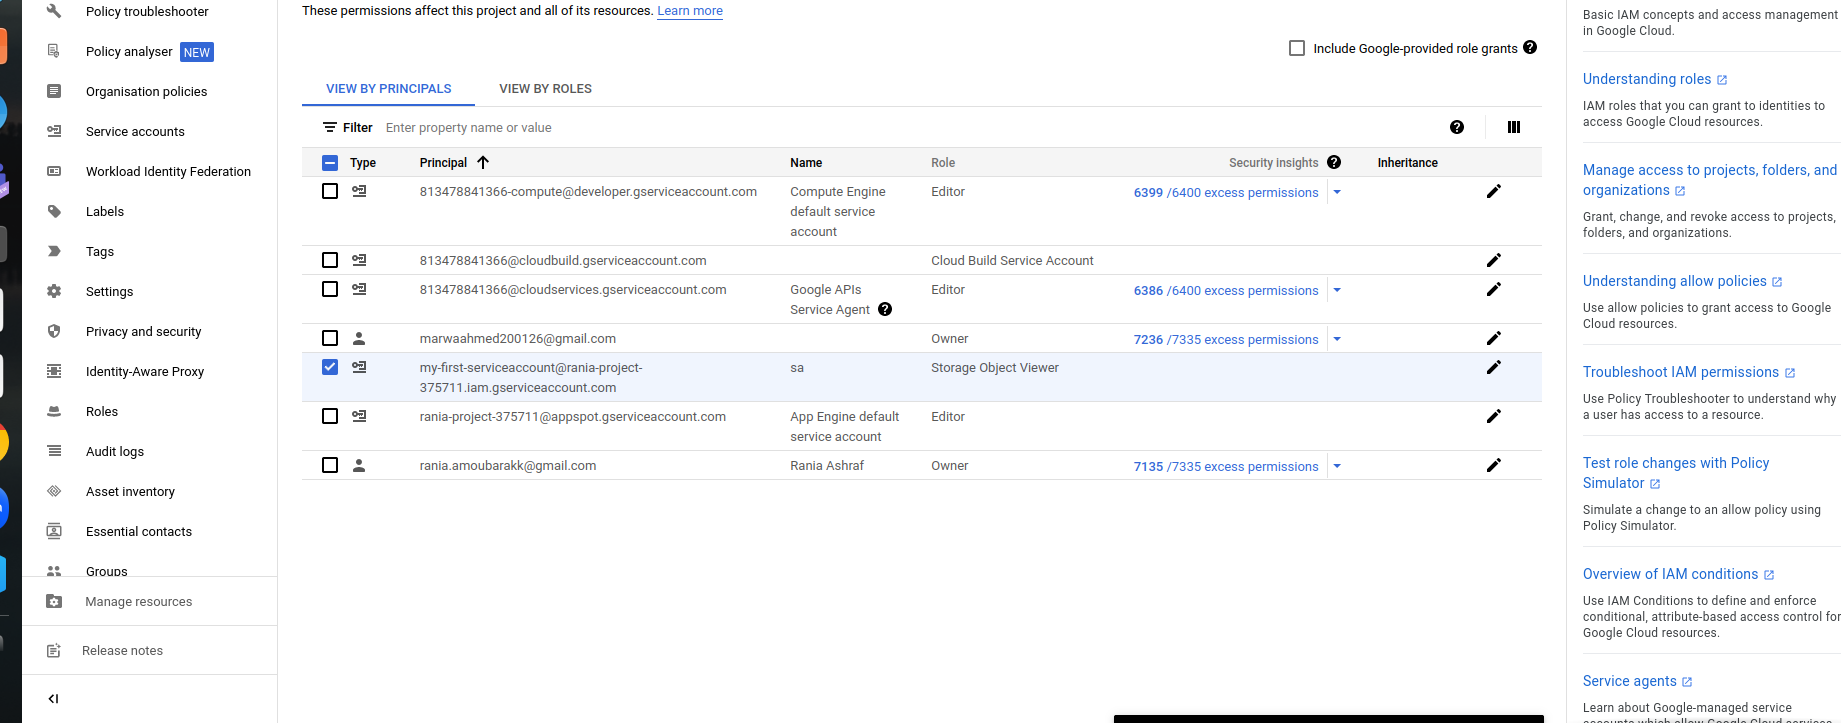 Policy troubleshooter
Policy analyser NEW
Organisation policies
Service accounts
Workload Identity Federation
Labels
Tags
Settings
Privacy and security
Identity-Aware Proxy
Roles
Audit logs
Asset inventory
Essential contacts
Groups
Manage resources
Release notes
These permissions affect this project and all of its resources. Learn more
Include Google-provided role grants
VIEW BY PRINCIPALS VIEW BY ROLES
Filter Enter property name or value
Type Principal Name Role Security insights Inheritance
813478841366-compute@developer.gserviceaccount.com Compute Engine Editor 6399 /6400 excess permissions
default service
account
813478841366@cloudbuild.gserviceaccount.com Cloud Build Service Account
813478841366@cloudservices.gserviceaccount.com Google APIs Editor 6386 /6400 excess permissions
Service Agent
marwaahmed200126@gmail.com Owner 7236 /7335 excess permissions
my-first-serviceaccount@rania-project- sa Storage Object Viewer
375711.iam.gserviceaccount.com
rania-project-375711@appspot.gserviceaccount.com App Engine default Editor
service account
rania.amoubarakk@gmail.com Rania Ashraf Owner 7135 /7335 excess permissions
Basic IAM concepts and access management
in Google Cloud.
Understanding roles
IAM roles that you can grant to identities to
access Google Cloud resources.
Manage access to projects, folders, and
organizations
Grant, change, and revoke access to projects,
folders, and organizations.
Understanding allow policies
Use allow policies to grant access to Google
Cloud resources.
Troubleshoot IAM permissions
Use Policy Troubleshooter to understand why
a user has access to a resource.
Test role changes with Policy
Simulator
Simulate a change to an allow policy using
Policy Simulator.
Overview of IAM conditions
Use IAM Conditions to define and enforce
conditional, attribute-based access control for
Google Cloud resources.
Service agents
Learn about Google-managed service
accounts which allow Google Cloud services